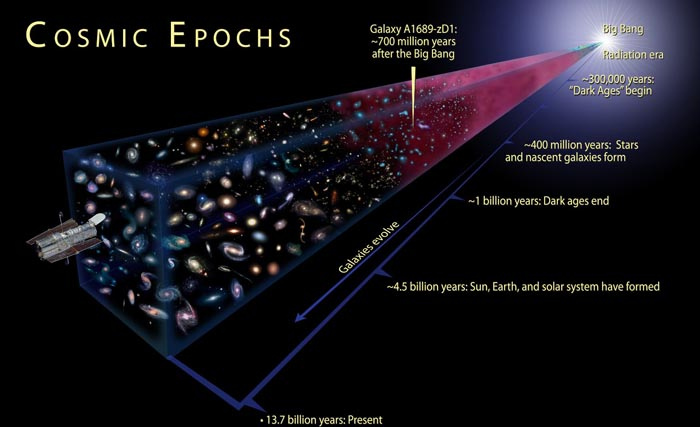 COSMIC EPOCHS
Galaxy A1689-zD1:
~700 million years
after the Big Bang
Big Bang
Radiation era
~300,000 years:
"Dark Ages" begin
~400 million years: Stars
and nascent galaxies form
~1 billion years: Dark ages end
Galaxies evolve
~4.5 billion years: Sun, Earth, and solar system have formed
• 13.7 billion years: Present